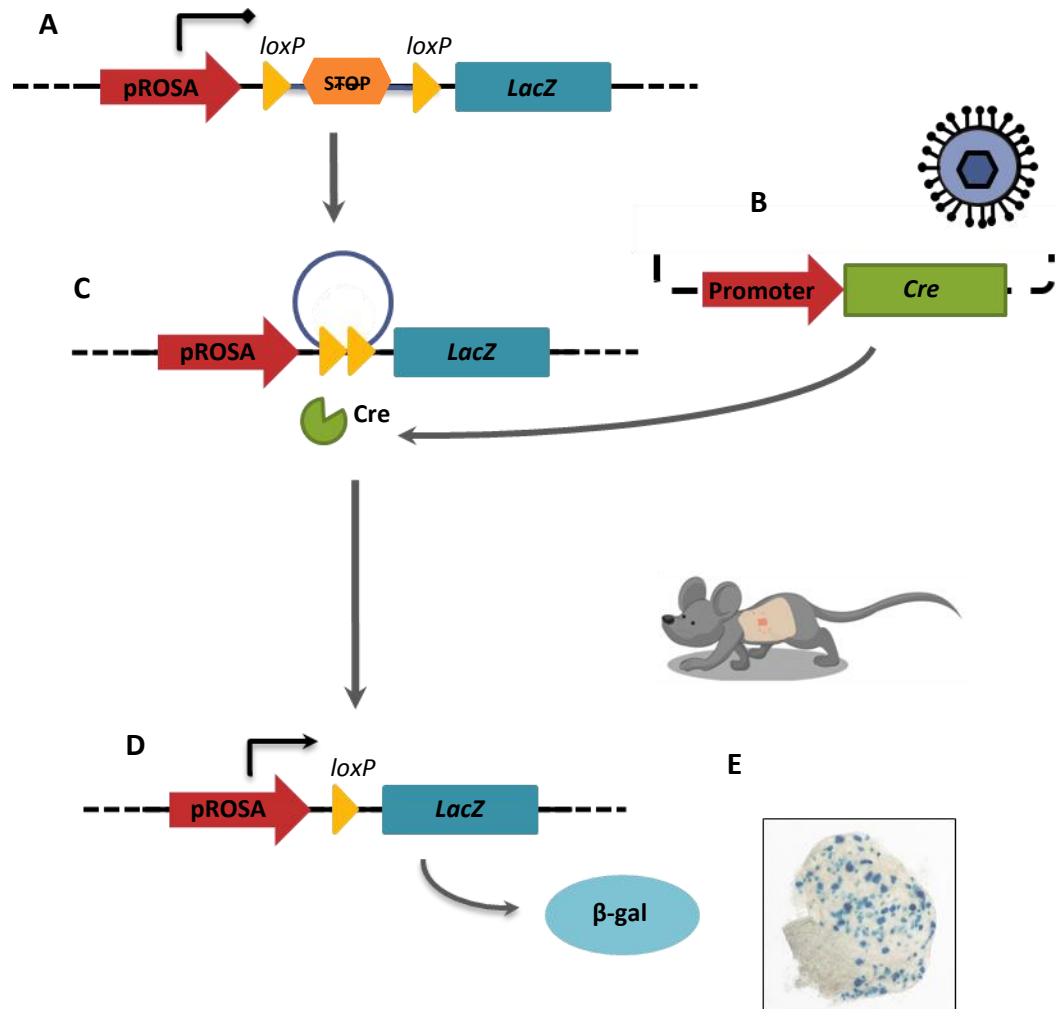 A
loxP
loxP
pROSA
STOP
LacZ
B
Promoter
Cre
C
pROSA
LacZ
Cre
D
loxP
pROSA
LacZ
E
β-gal